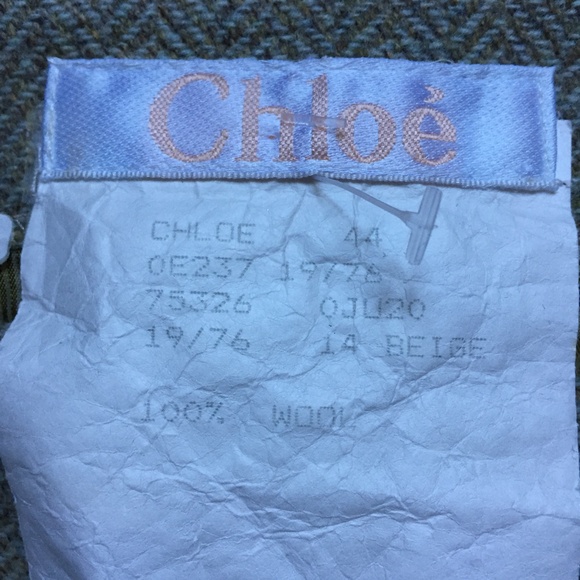 Chloé
CHLOE 44
0E237 19/76
75326 0JU20
19/76 14 BEIGE
100% WOOL